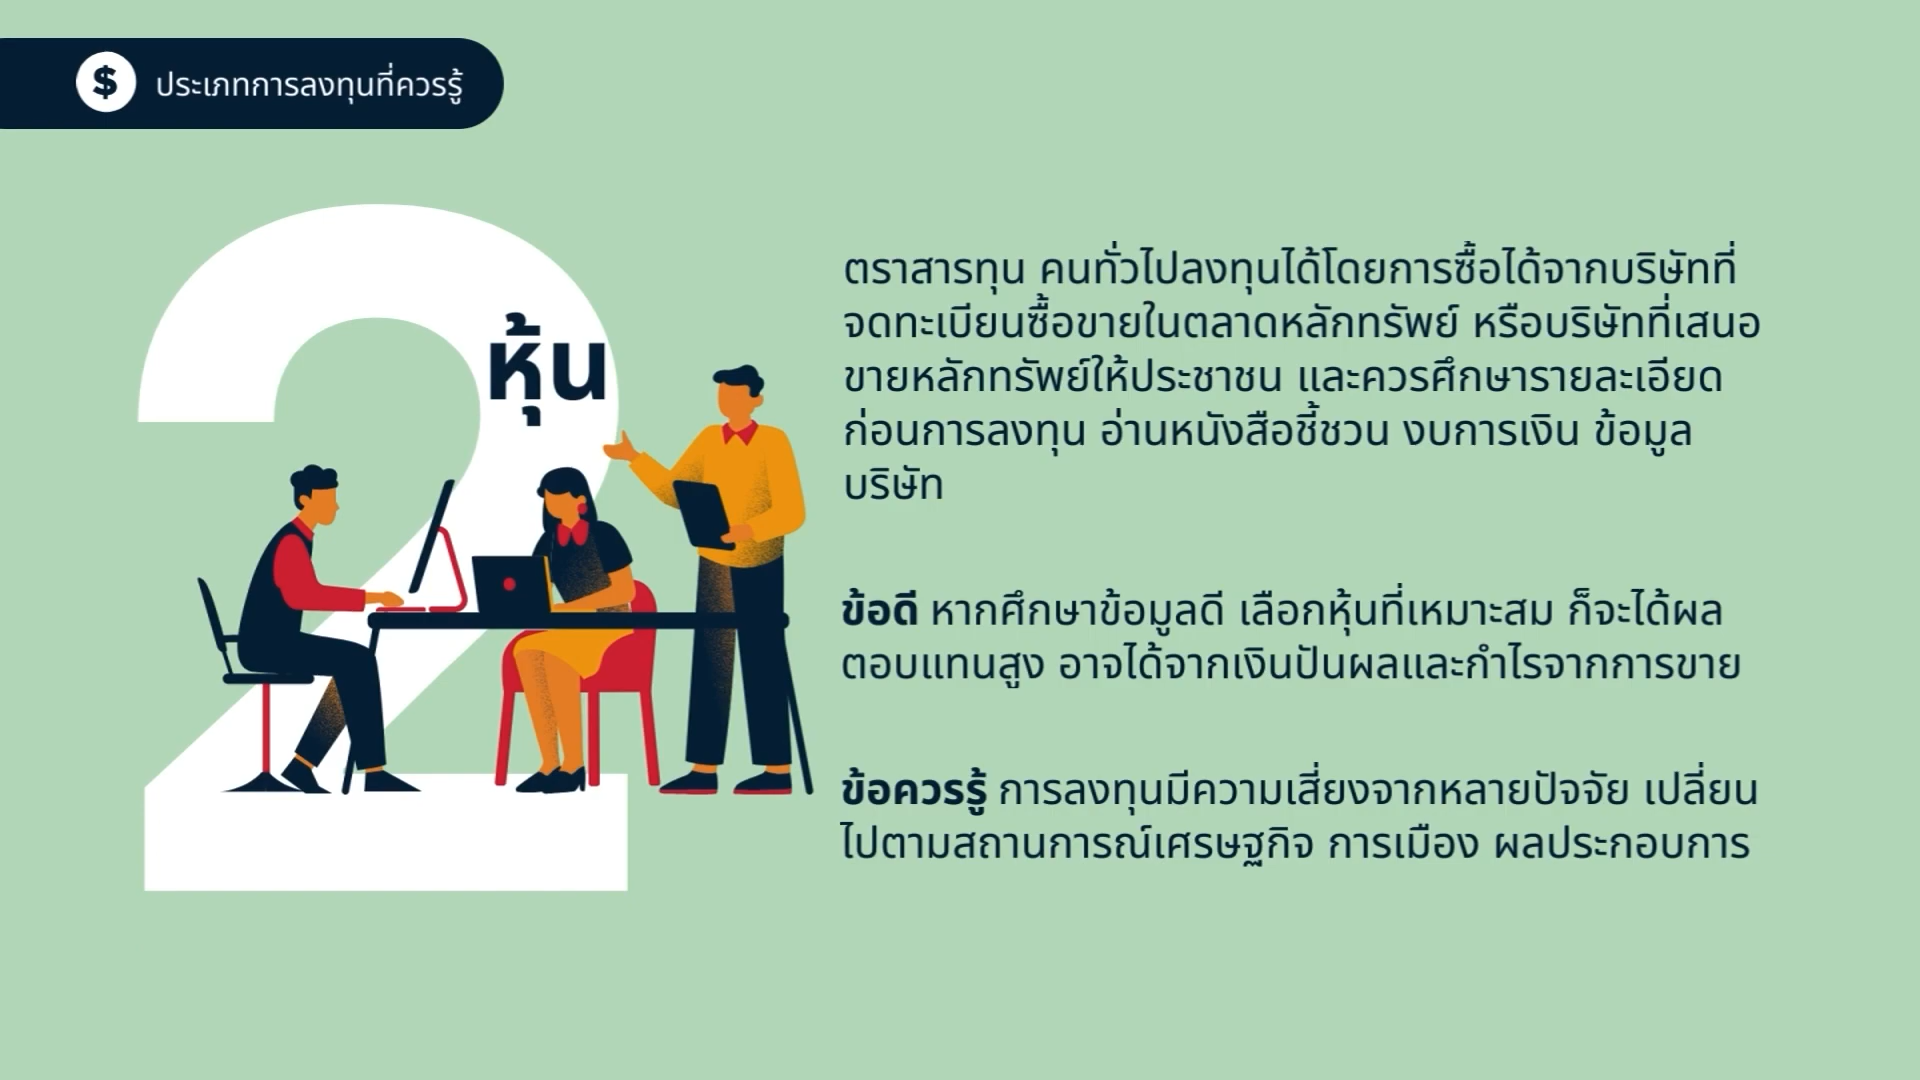 $ ประเภทการลงทุนที่ควรรู้
2
หุ้น
ตราสารทุน คนทั่วไปลงทุนได้โดยการซื้อได้จากบริษัทที่
จดทะเบียนซื้อขายในตลาดหลักทรัพย์ หรือบริษัทที่เสนอ
ขายหลักทรัพย์ให้ประชาชน และควรศึกษารายละเอียด
ก่อนการลงทุน อ่านหนังสือชี้ชวน งบการเงิน ข้อมูล
บริษัท
ข้อดี หากศึกษาข้อมูลดี เลือกหุ้นที่เหมาะสม ก็จะได้ผล
ตอบแทนสูง อาจได้จากเงินปันผลและกำไรจากการขาย
ข้อควรรู้ การลงทุนมีความเสี่ยงจากหลายปัจจัย เปลี่ยน
ไปตามสถานการณ์เศรษฐกิจ การเมือง ผลประกอบการ